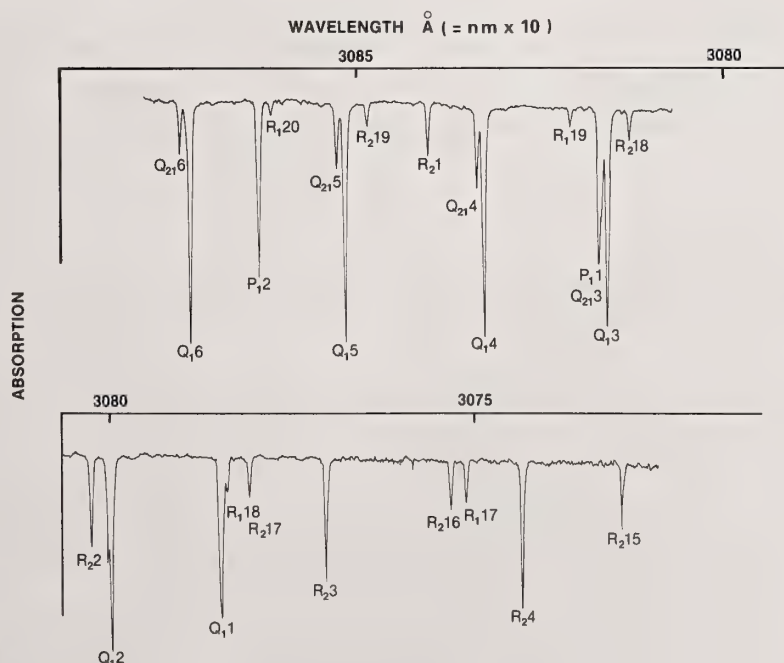 WAVELENGTH Å ( = nm x 10 )
3085 3080
R₁20 R₂19 R₂1 R₁19 R₂18
Q₂₁6 Q₂₁5 Q₂₁4
P₁2 P₁1
Q₂₁3
Q₁6 Q₁5 Q₁4 Q₁3
ABSORPTION
3080 3075
R₁18
R₂17 R₂16 R₁17
R₂2 R₂3 R₂4 R₂15
Q₁1
Q₁2